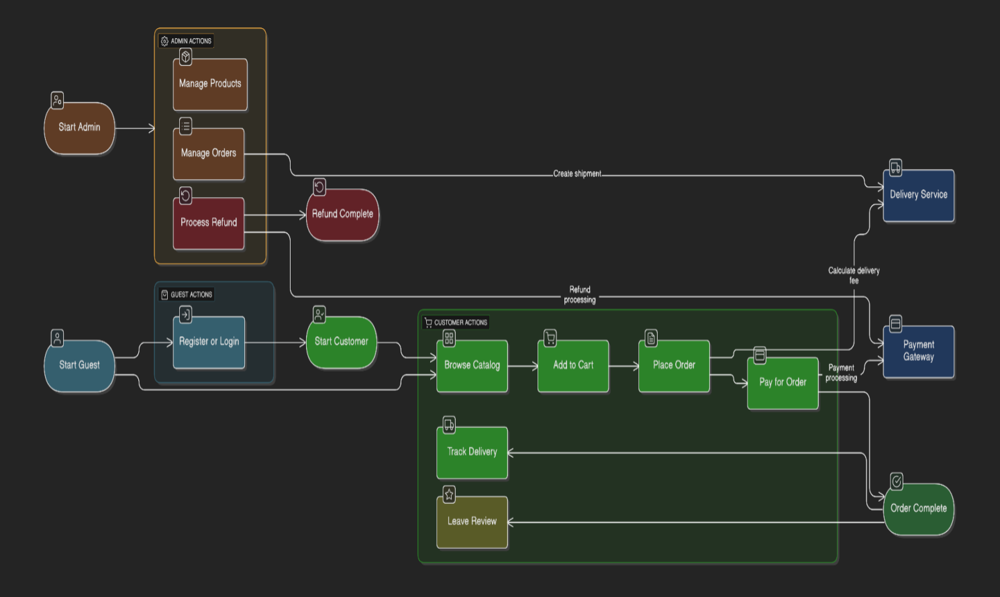 ADMIN ACTIONS
Manage Products
Start Admin
Manage Orders
Create shipment
Delivery Service
Process Refund
Refund Complete
Calculate delivery
fee
Refund
processing
GUEST ACTIONS
CUSTOMER ACTIONS
Register or Login
Start Customer
Start Guest
Browse Catalog
Add to Cart
Place Order
Pay for Order
Payment
processing
Payment
Gateway
Track Delivery
Leave Review
Order Complete